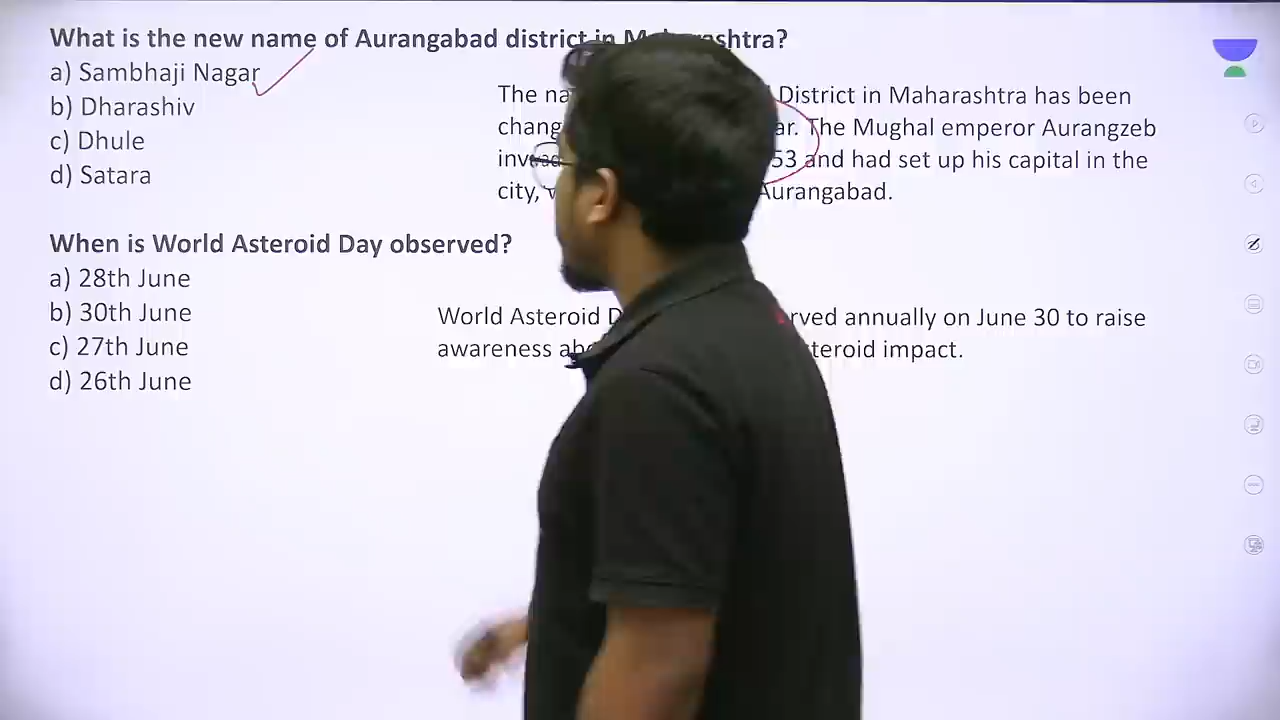 What is the new name of Aurangabad district in
a) Sambhaji Nagar
b) Dharashiv
c) Dhule
d) Satara
The District in Maharashtra has been
The Mughal emperor Aurangzeb
53 and had set up his capital in the
city, Aurangabad.
When is World Asteroid Day observed?
a) 28th June
b) 30th June
c) 27th June
d) 26th June
World Asteroid annually on June 30 to raise
awareness impact.